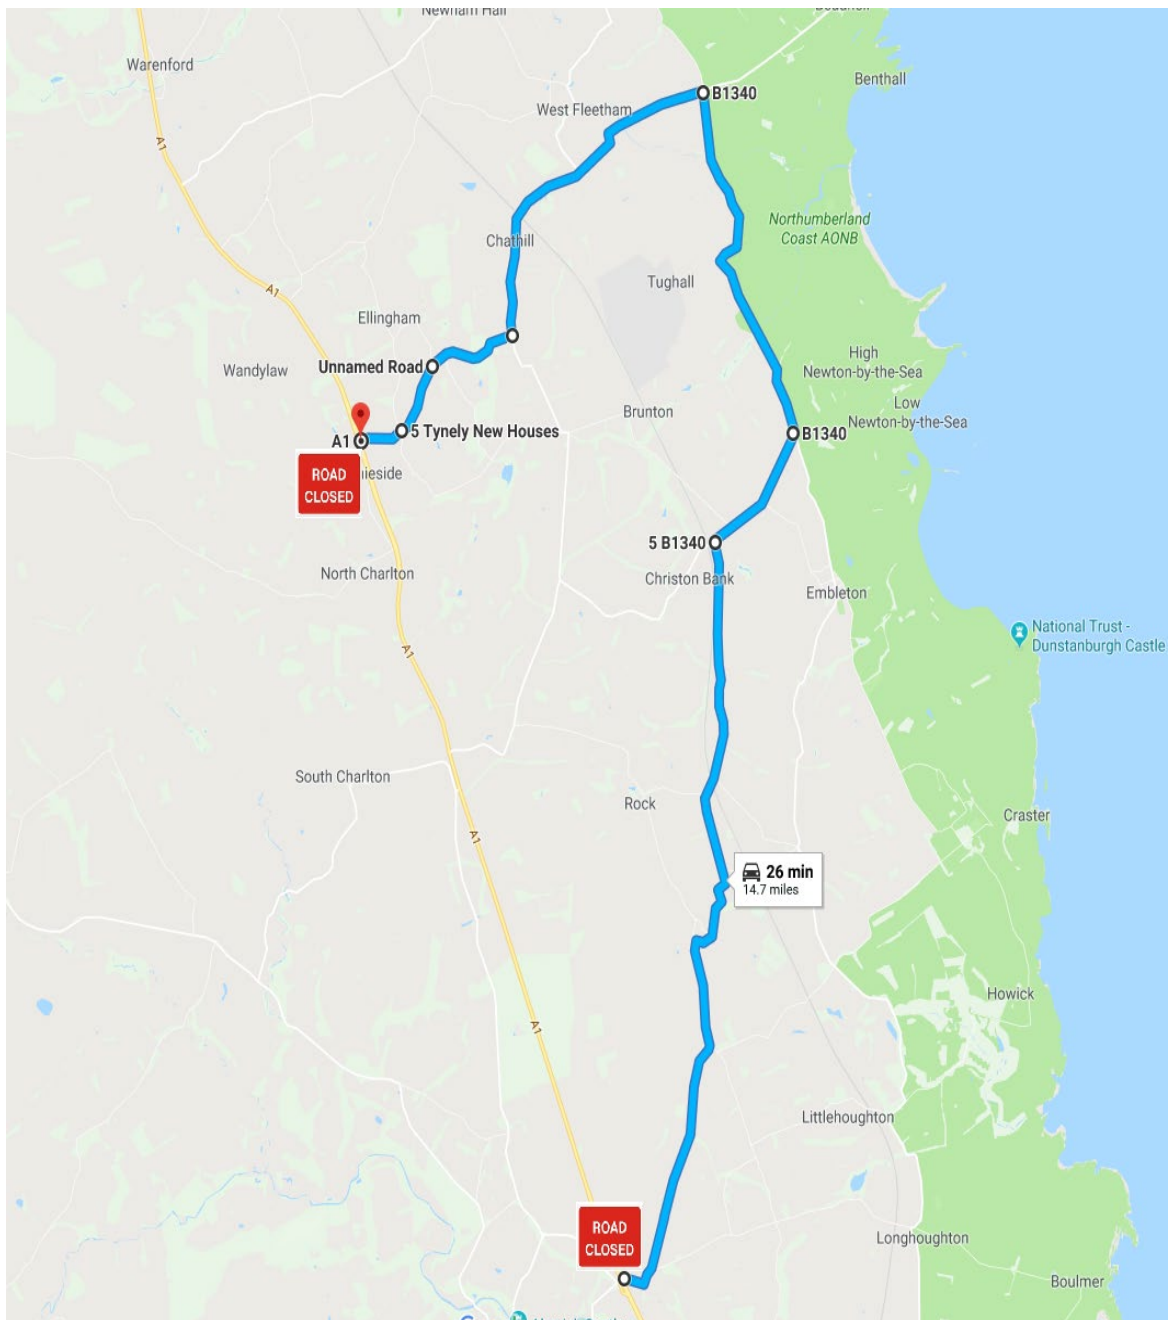 Newham Hall
Warenford
Benthall
B1340
West Fleetham
A1
Northumberland
Coast AONB
Chathill
Tughall
A1
Ellingham
High
Newton-by-the-Sea
Unnamed Road
Wandylaw
Low
Newton-by-the-Sea
Brunton
5 Tynely New Houses
B1340
A1
ROAD
CLOSED
5 B1340
North Charlton
Christon Bank
Embleton
National Trust -
Dunstanburgh Castle
A1
South Charlton
Rock
Craster
A1
26 min
14.7 miles
Howick
A1
Littlehoughton
ROAD
CLOSED
Longhoughton
Boulmer